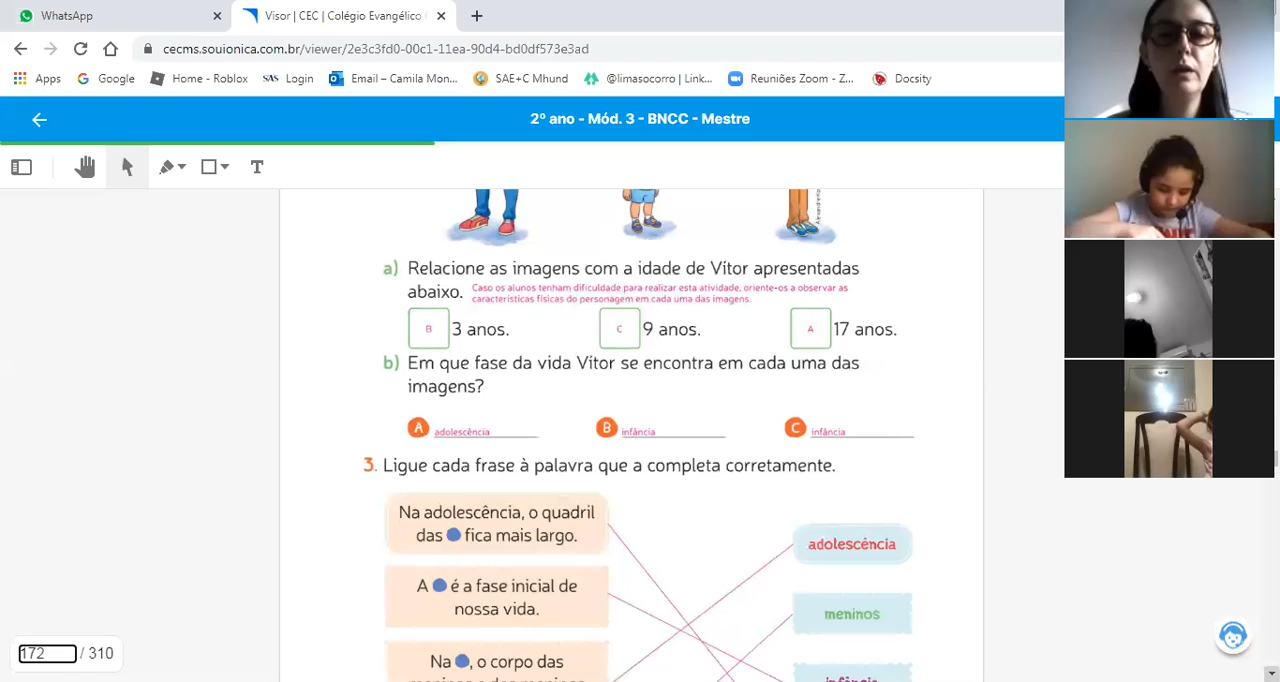 WhatsApp
Visor | CEC | Colégio Evangélico
cecms.souionica.com.br/viewer/2e3c3fd0-00c1-11ea-90d4-bd0df573e3ad
Apps Google Home - Roblox SAS Login Email – Camila Mon... SAE+C Mhund @limasocorro | Link... Reuniões Zoom - Z... Docsity
2º ano - Mód. 3 - BNCC - Mestre
T
a) Relacione as imagens com a idade de Vítor apresentadas
abaixo. Caso os alunos tenham dificuldade para realizar esta atividade, oriente-os a observar as
características físicas do personagem em cada uma das imagens.
B 3 anos. C 9 anos. A 17 anos.
b) Em que fase da vida Vítor se encontra em cada uma das
imagens?
A adolescência B infância C infância
3. Ligue cada frase à palavra que a completa corretamente.
Na adolescência, o quadril
das fica mais largo.
adolescência
A é a fase inicial de
nossa vida.
meninos
172 / 310
Na , o corpo das
infância